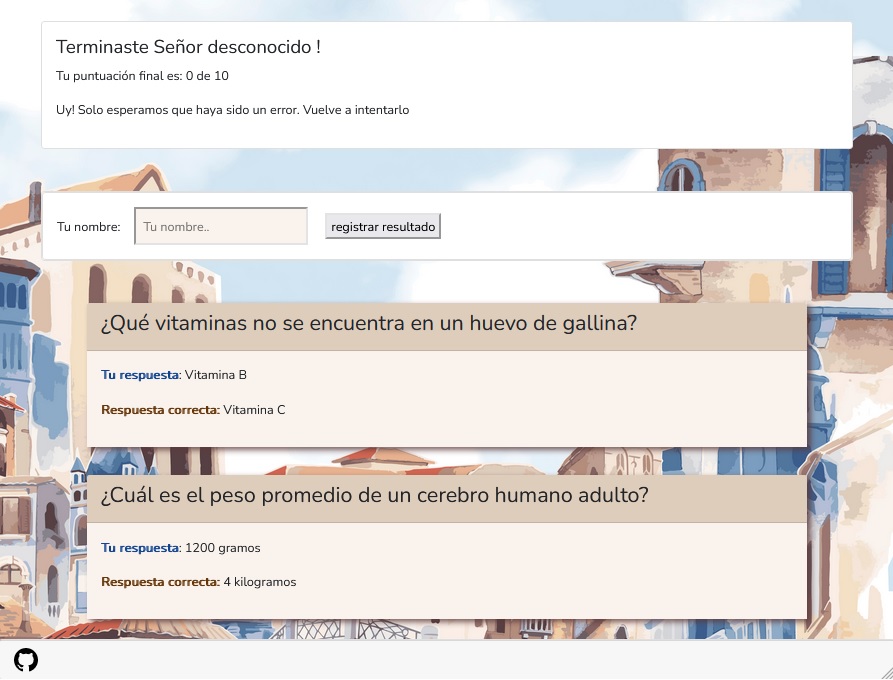 Terminaste Señor desconocido !
Tu puntuación final es: 0 de 10
Uy! Solo esperamos que haya sido un error. Vuelve a intentarlo
Tu nombre: Tu nombre.. registrar resultado
¿Qué vitaminas no se encuentra en un huevo de gallina?
Tu respuesta: Vitamina B
Respuesta correcta: Vitamina C
¿Cuál es el peso promedio de un cerebro humano adulto?
Tu respuesta: 1200 gramos
Respuesta correcta: 4 kilogramos